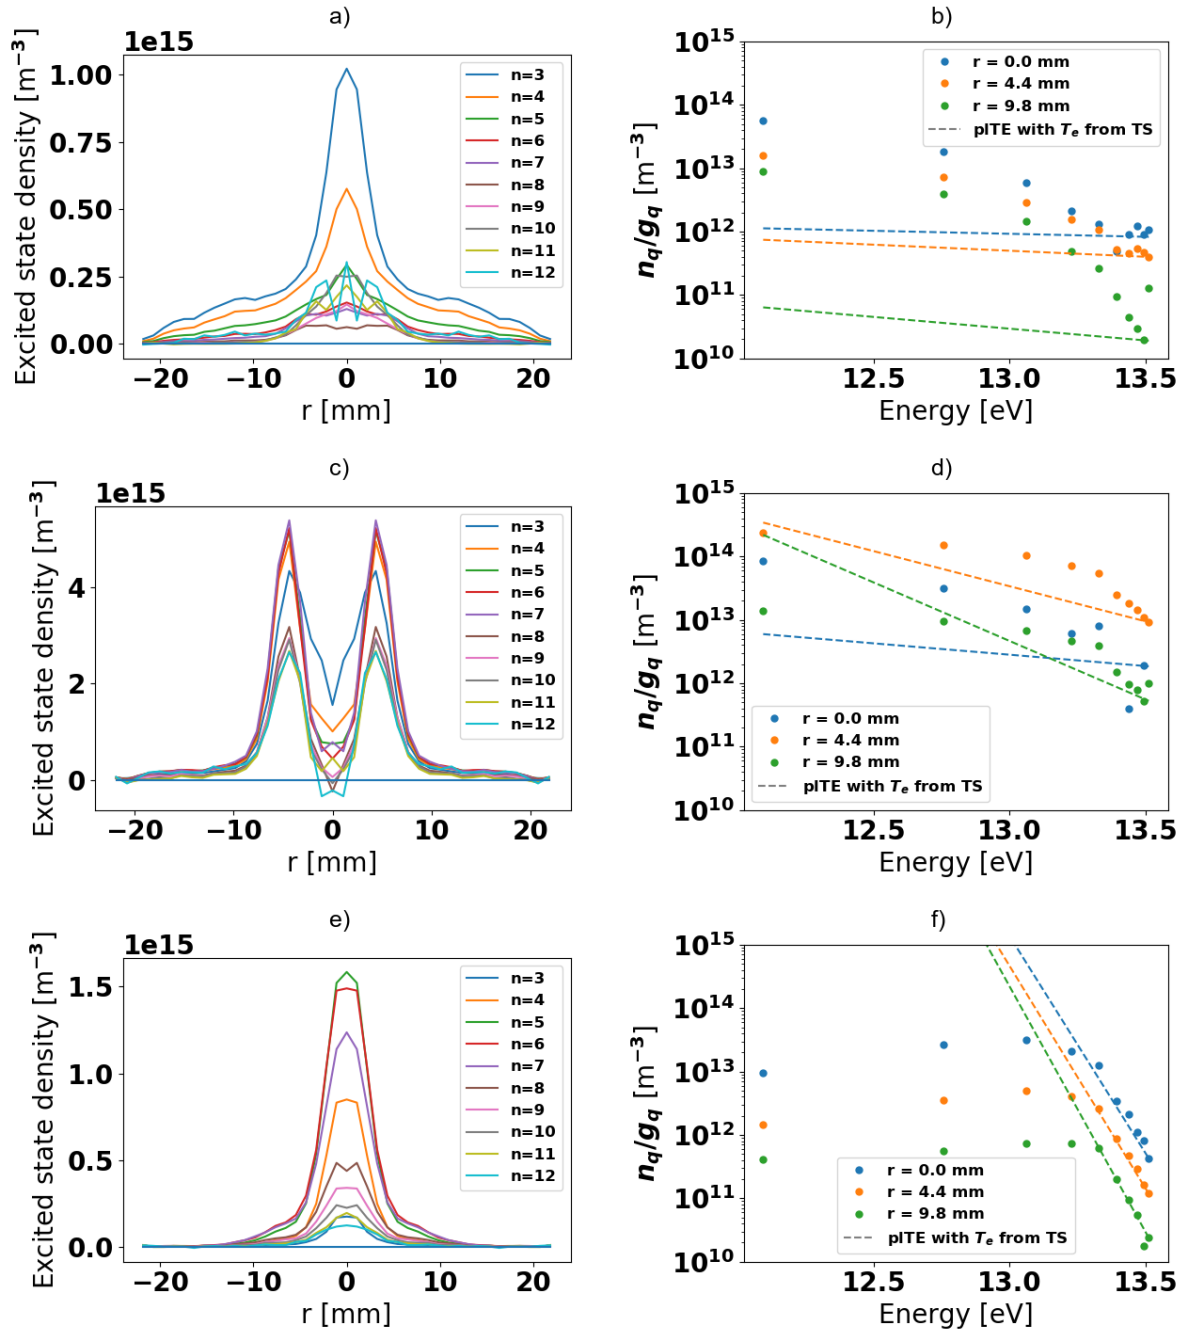 a)
1e15
Excited state density [m⁻³]
1.00
0.75
0.50
0.25
0.00
−20
−10
0
10
20
r [mm]
n=3
n=4
n=5
n=6
n=7
n=8
n=9
n=10
n=11
n=12
b)
n_q/g_q [m⁻³]
10¹⁵
10¹⁴
10¹³
10¹²
10¹¹
10¹⁰
12.5
13.0
13.5
Energy [eV]
r = 0.0 mm
r = 4.4 mm
r = 9.8 mm
pITE with T_e from TS
c)
1e15
Excited state density [m⁻³]
4
2
0
−20
−10
0
10
20
r [mm]
n=3
n=4
n=5
n=6
n=7
n=8
n=9
n=10
n=11
n=12
d)
n_q/g_q [m⁻³]
10¹⁵
10¹⁴
10¹³
10¹²
10¹¹
10¹⁰
12.5
13.0
13.5
Energy [eV]
r = 0.0 mm
r = 4.4 mm
r = 9.8 mm
pITE with T_e from TS
e)
1e15
Excited state density [m⁻³]
1.5
1.0
0.5
0.0
−20
−10
0
10
20
r [mm]
n=3
n=4
n=5
n=6
n=7
n=8
n=9
n=10
n=11
n=12
f)
n_q/g_q [m⁻³]
10¹⁵
10¹⁴
10¹³
10¹²
10¹¹
10¹⁰
12.5
13.0
13.5
Energy [eV]
r = 0.0 mm
r = 4.4 mm
r = 9.8 mm
pITE with T_e from TS